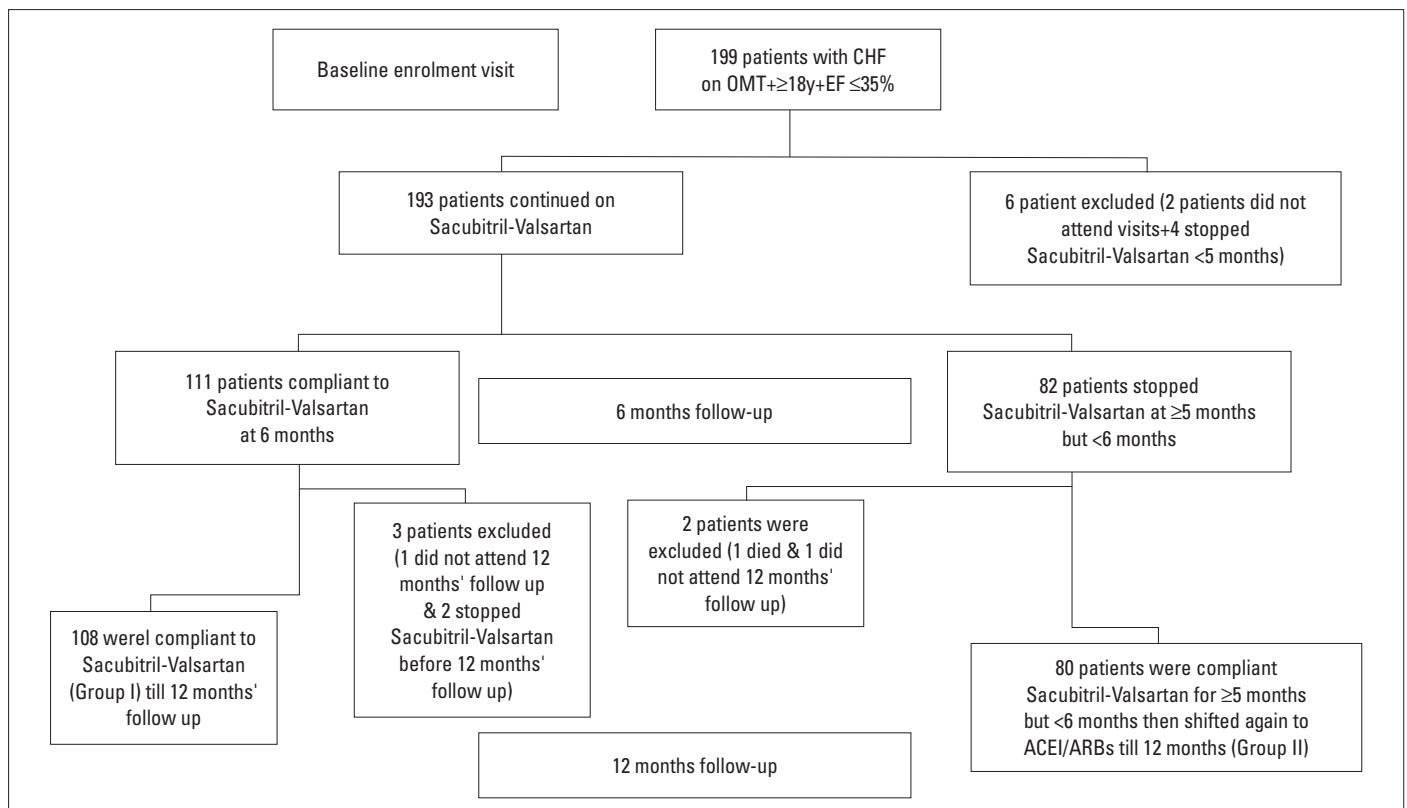 Baseline enrolment visit
199 patients with CHF
on OMT+≥18y+EF ≤35%
193 patients continued on
Sacubitril-Valsartan
6 patient excluded (2 patients did not
attend visits+4 stopped
Sacubitril-Valsartan <5 months)
111 patients compliant to
Sacubitril-Valsartan
at 6 months
6 months follow-up
82 patients stopped
Sacubitril-Valsartan at ≥5 months
but <6 months
3 patients excluded
(1 did not attend 12
months' follow up
& 2 stopped
Sacubitril-Valsartan
before 12 months'
follow up)
2 patients were
excluded (1 died & 1 did
not attend 12 months'
follow up)
108 werel compliant to
Sacubitril-Valsartan
(Group I) till 12 months'
follow up
80 patients were compliant
Sacubitril-Valsartan for ≥5 months
but <6 months then shifted again to
ACEI/ARBs till 12 months (Group II)
12 months follow-up